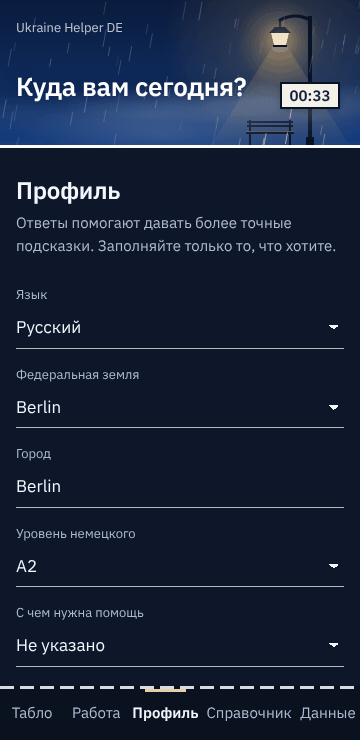 Ukraine Helper DE
Куда вам сегодня?
00:33
Профиль
Ответы помогают давать более точные
подсказки. Заполняйте только то, что хотите.
Язык
Русский
Федеральная земля
Berlin
Город
Berlin
Уровень немецкого
A2
С чем нужна помощь
Не указано
Табло Работа Профиль Справочник Данные